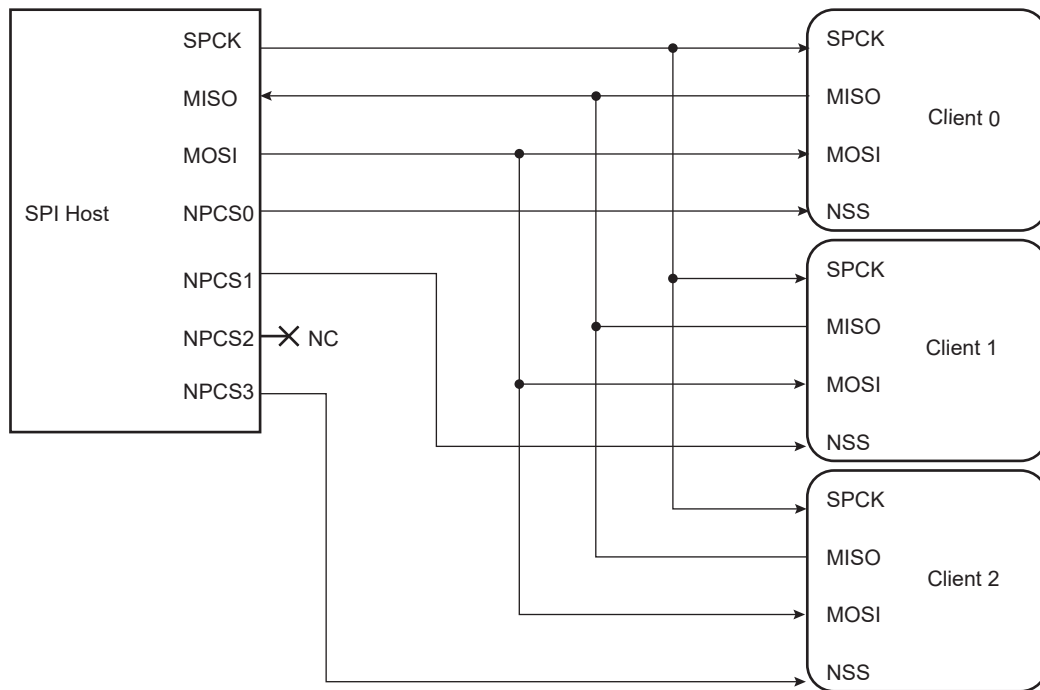 SPI Host
SPCK
MISO
MOSI
NPCS0
NPCS1
NPCS2
NC
NPCS3
SPCK
MISO
Client 0
MOSI
NSS
SPCK
MISO
Client 1
MOSI
NSS
SPCK
MISO
Client 2
MOSI
NSS